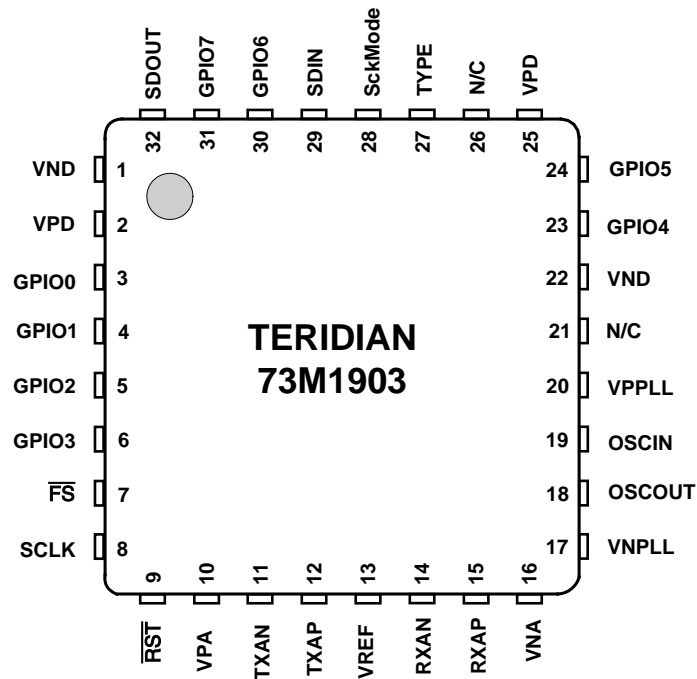 SDOUT GPIO7 GPIO6 SDIN SckMode TYPE N/C VPD
32 31 30 29 28 27 26 25
VND 1 24 GPIO5
VPD 2 23 GPIO4
GPIO0 3 22 VND
GPIO1 4 21 N/C
TERIDIAN
73M1903
GPIO2 5 20 VPPLL
GPIO3 6 19 OSCIN
F̅S̅ 7 18 OSCOUT
SCLK 8 17 VNPLL
9 10 11 12 13 14 15 16
R̅S̅T̅ VPA TXAN TXAP VREF RXAN RXAP VNA